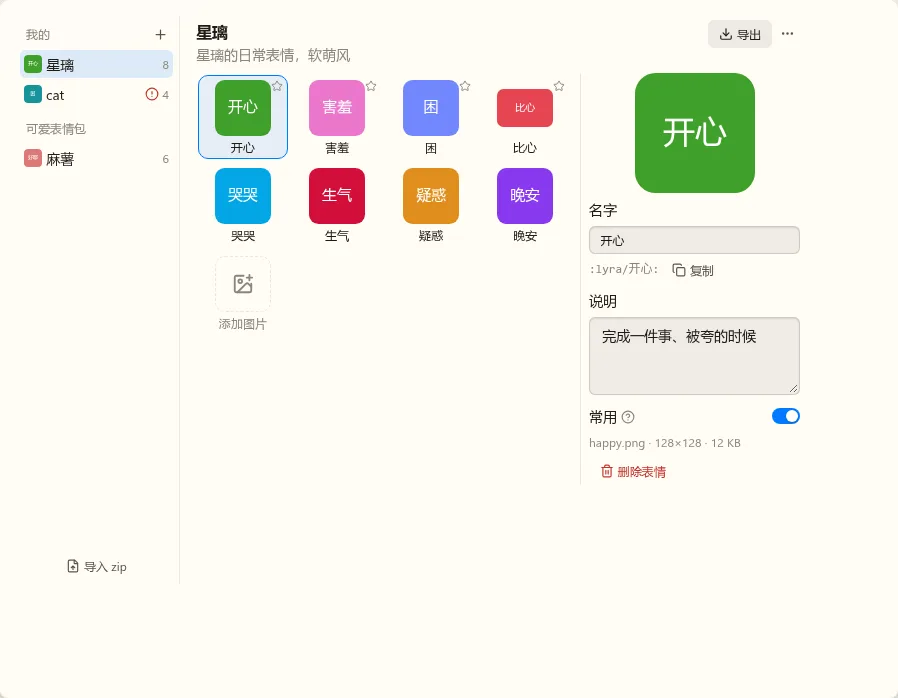 我的
开心
星璃
8
困
cat
4
可爱表情包
麻薯
6
导入 zip
星璃
星璃的日常表情，软萌风
导出
开心
害羞
困
比心
开心
害羞
困
比心
哭哭
生气
疑惑
晚安
哭哭
生气
疑惑
晚安
添加图片
开心
名字
开心
:lyra/开心:
复制
说明
完成一件事、被夸的时候
常用
happy.png · 128×128 · 12 KB
删除表情